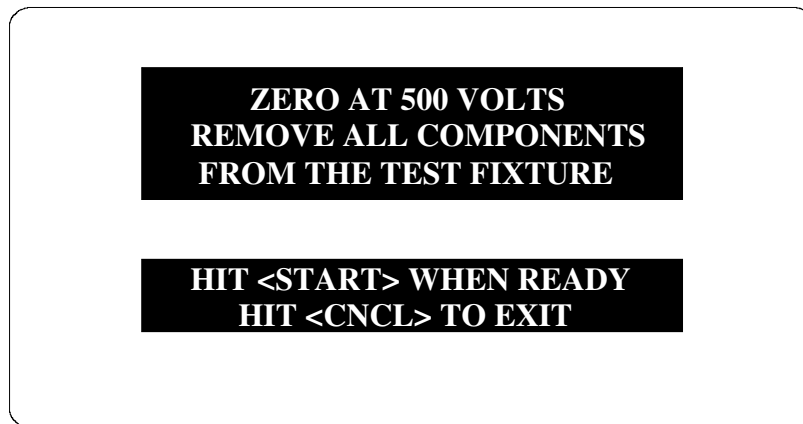 ZERO AT 500 VOLTS
REMOVE ALL COMPONENTS
FROM THE TEST FIXTURE
HIT <START> WHEN READY
HIT <CNCL> TO EXIT